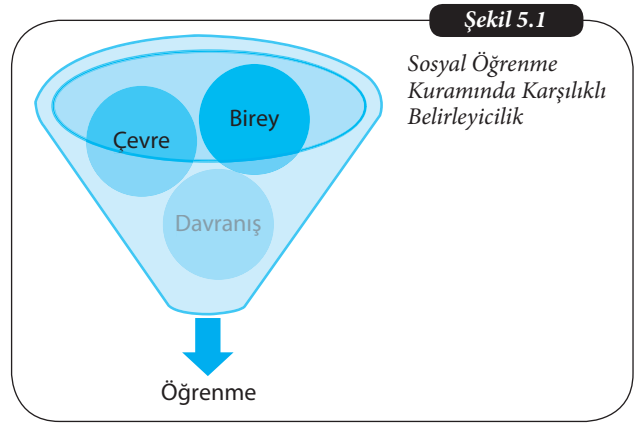 Şekil 5.1
Sosyal Öğrenme
Kuramında Karşılıklı
Belirleyicilik
Birey
Çevre
Davranış
Öğrenme